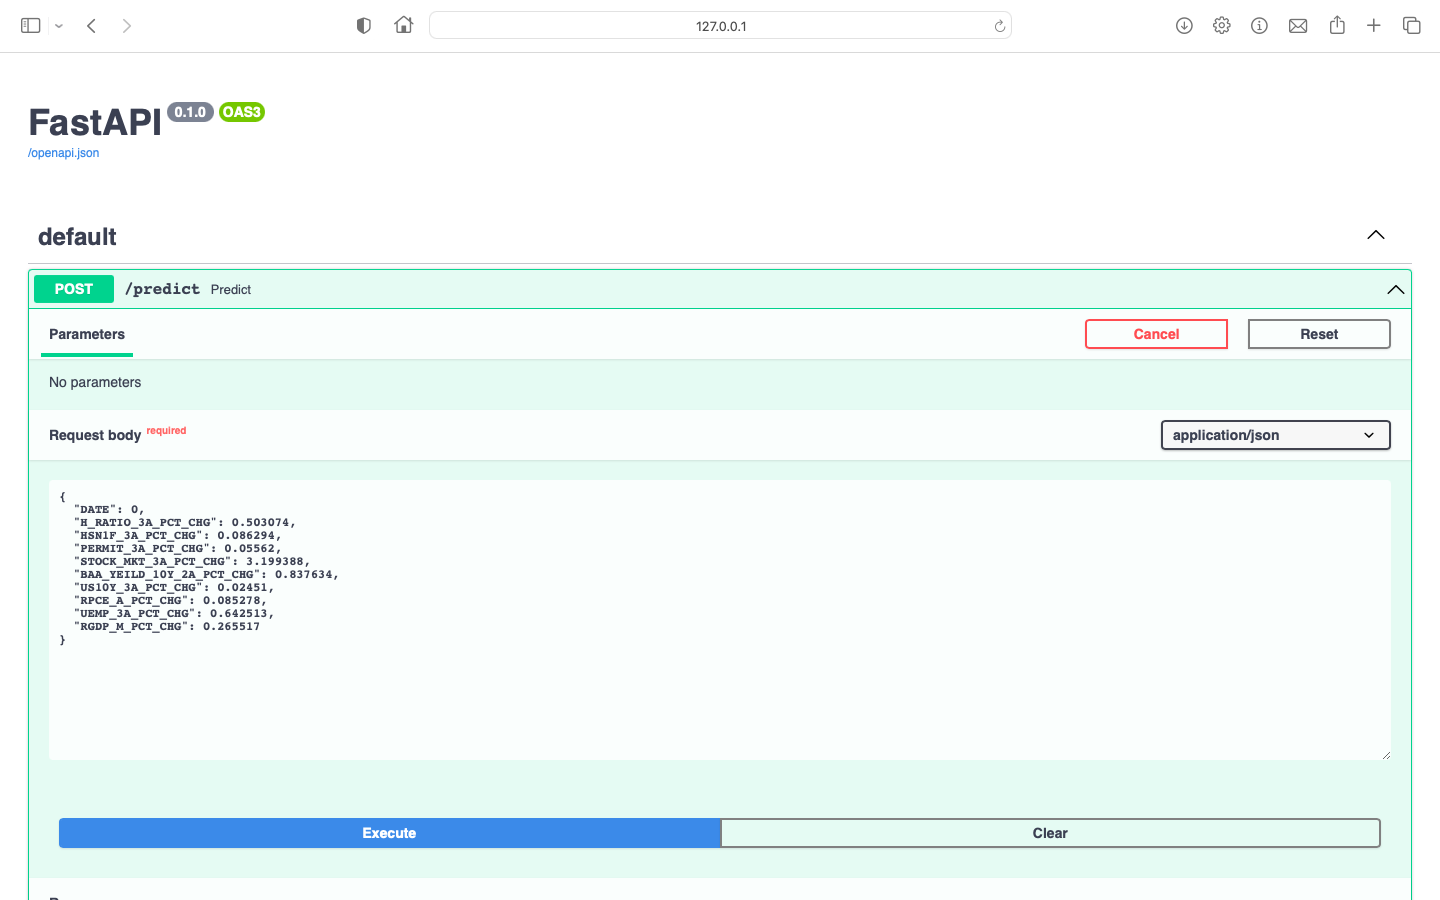 127.0.0.1
FastAPI 0.1.0 OAS3
/openapi.json
default
POST /predict Predict
Parameters Cancel Reset
No parameters
Request body required application/json
{
"DATE": 0,
"H_RATIO_3A_PCT_CHG": 0.503074,
"HSN1F_3A_PCT_CHG": 0.086294,
"PERMIT_3A_PCT_CHG": 0.05562,
"STOCK_MKT_3A_PCT_CHG": 3.199388,
"BAA_YEILD_10Y_2A_PCT_CHG": 0.837634,
"US10Y_3A_PCT_CHG": 0.02451,
"RPCE_A_PCT_CHG": 0.085278,
"UEMP_3A_PCT_CHG": 0.642513,
"RGDP_M_PCT_CHG": 0.265517
}
Execute Clear